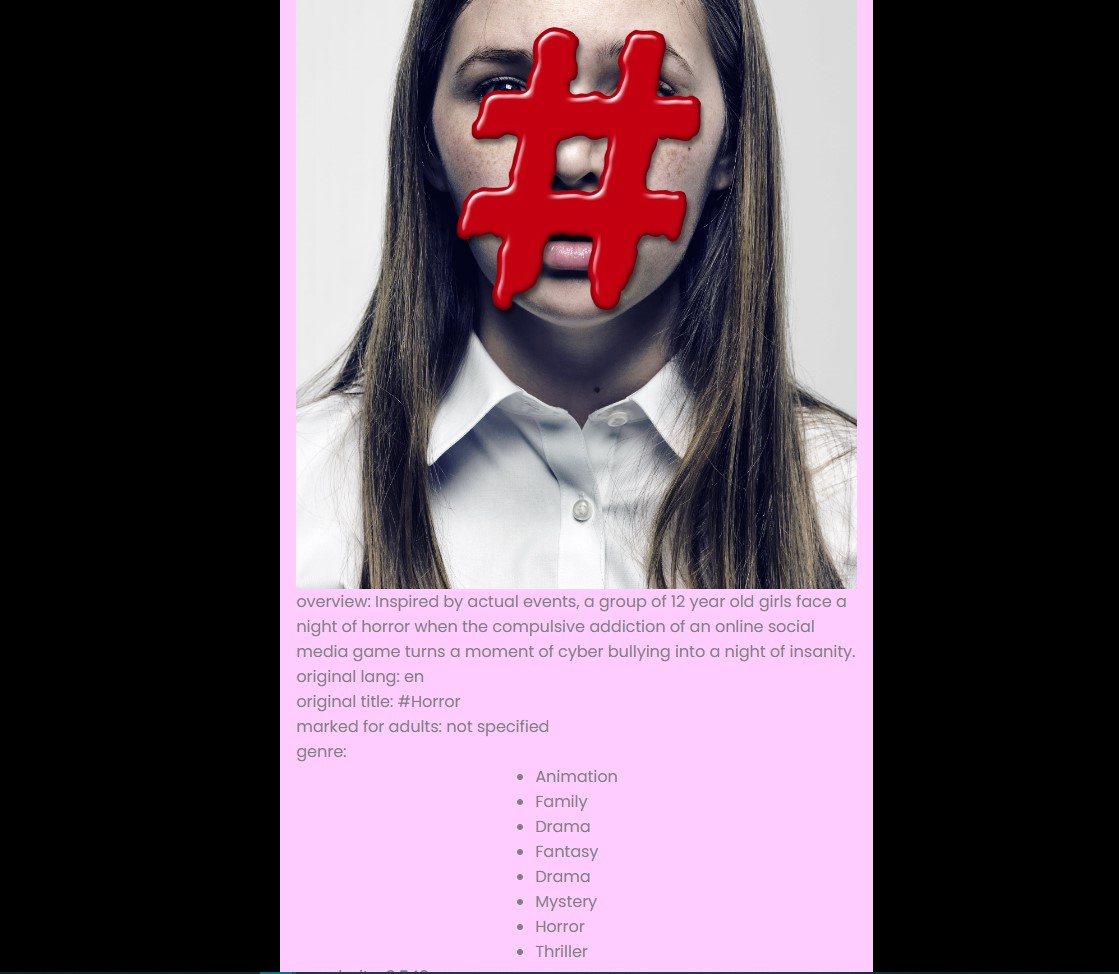 #
overview: Inspired by actual events, a group of 12 year old girls face a
night of horror when the compulsive addiction of an online social
media game turns a moment of cyber bullying into a night of insanity.
original lang: en
original title: #Horror
marked for adults: not specified
genre:
Animation
Family
Drama
Fantasy
Drama
Mystery
Horror
Thriller